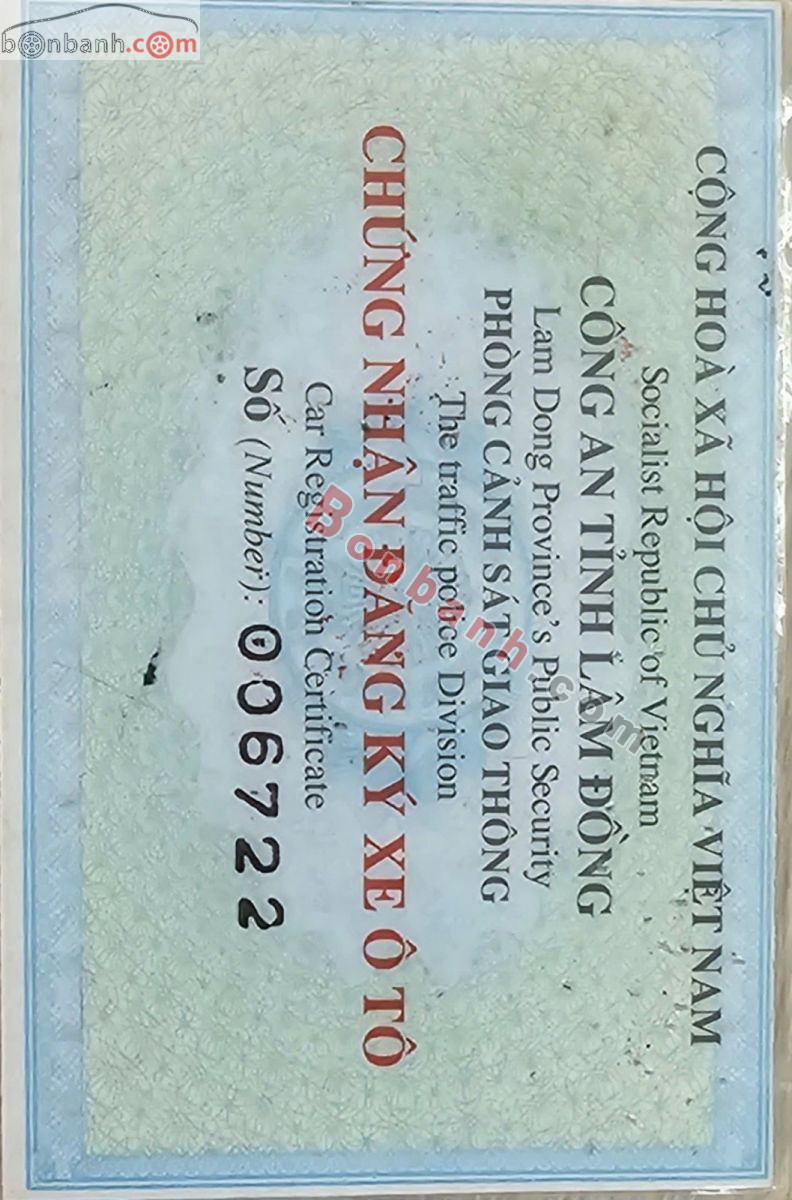 bonbanh.com
CỘNG HOÀ XÃ HỘI CHỦ NGHĨA VIỆT NAM
Socialist Republic of Vietnam
CÔNG AN TỈNH LÂM ĐỒNG
Lam Dong Province's Public Security
PHÒNG CẢNH SÁT GIAO THÔNG
The traffic police Division
CHỨNG NHẬN ĐĂNG KÝ XE Ô TÔ
Car Registration Certificate
Số (Number): 006722
Bonbanh.com